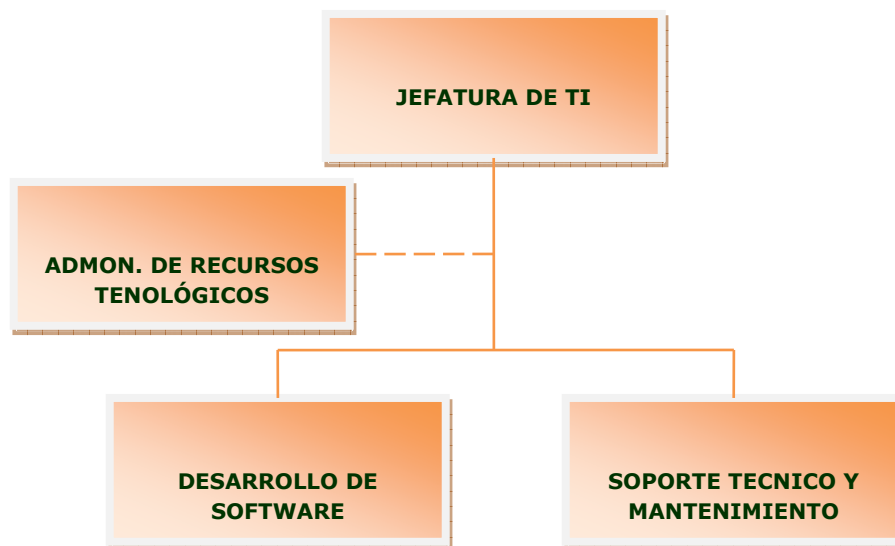 JEFATURA DE TI
ADMON. DE RECURSOS
TENOLÓGICOS
DESARROLLO DE
SOFTWARE
SOPORTE TECNICO Y
MANTENIMIENTO